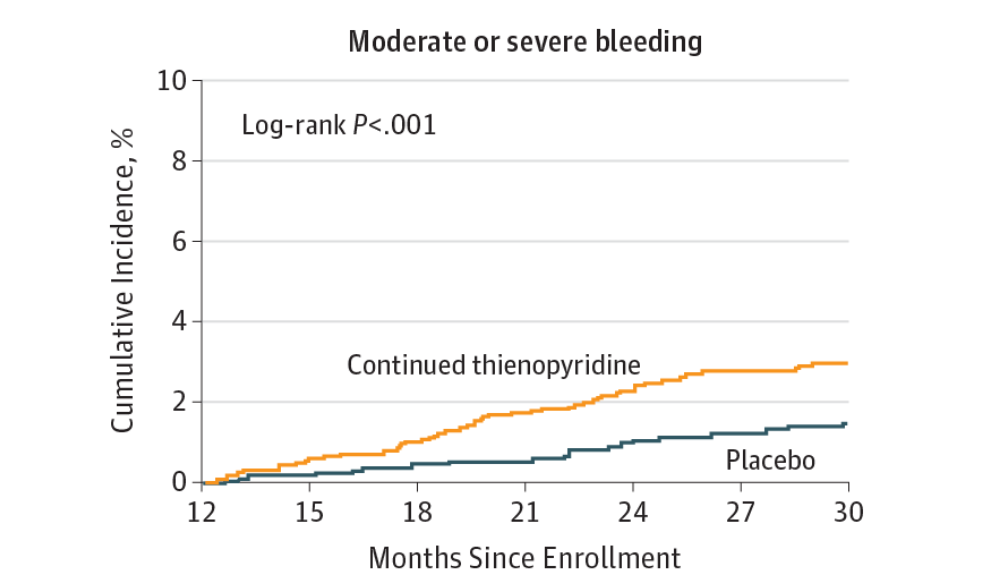 Moderate or severe bleeding
10
Log-rank P<.001
8
6
4
2
0
Cumulative Incidence, %
Continued thienopyridine
Placebo
12 15 18 21 24 27 30
Months Since Enrollment